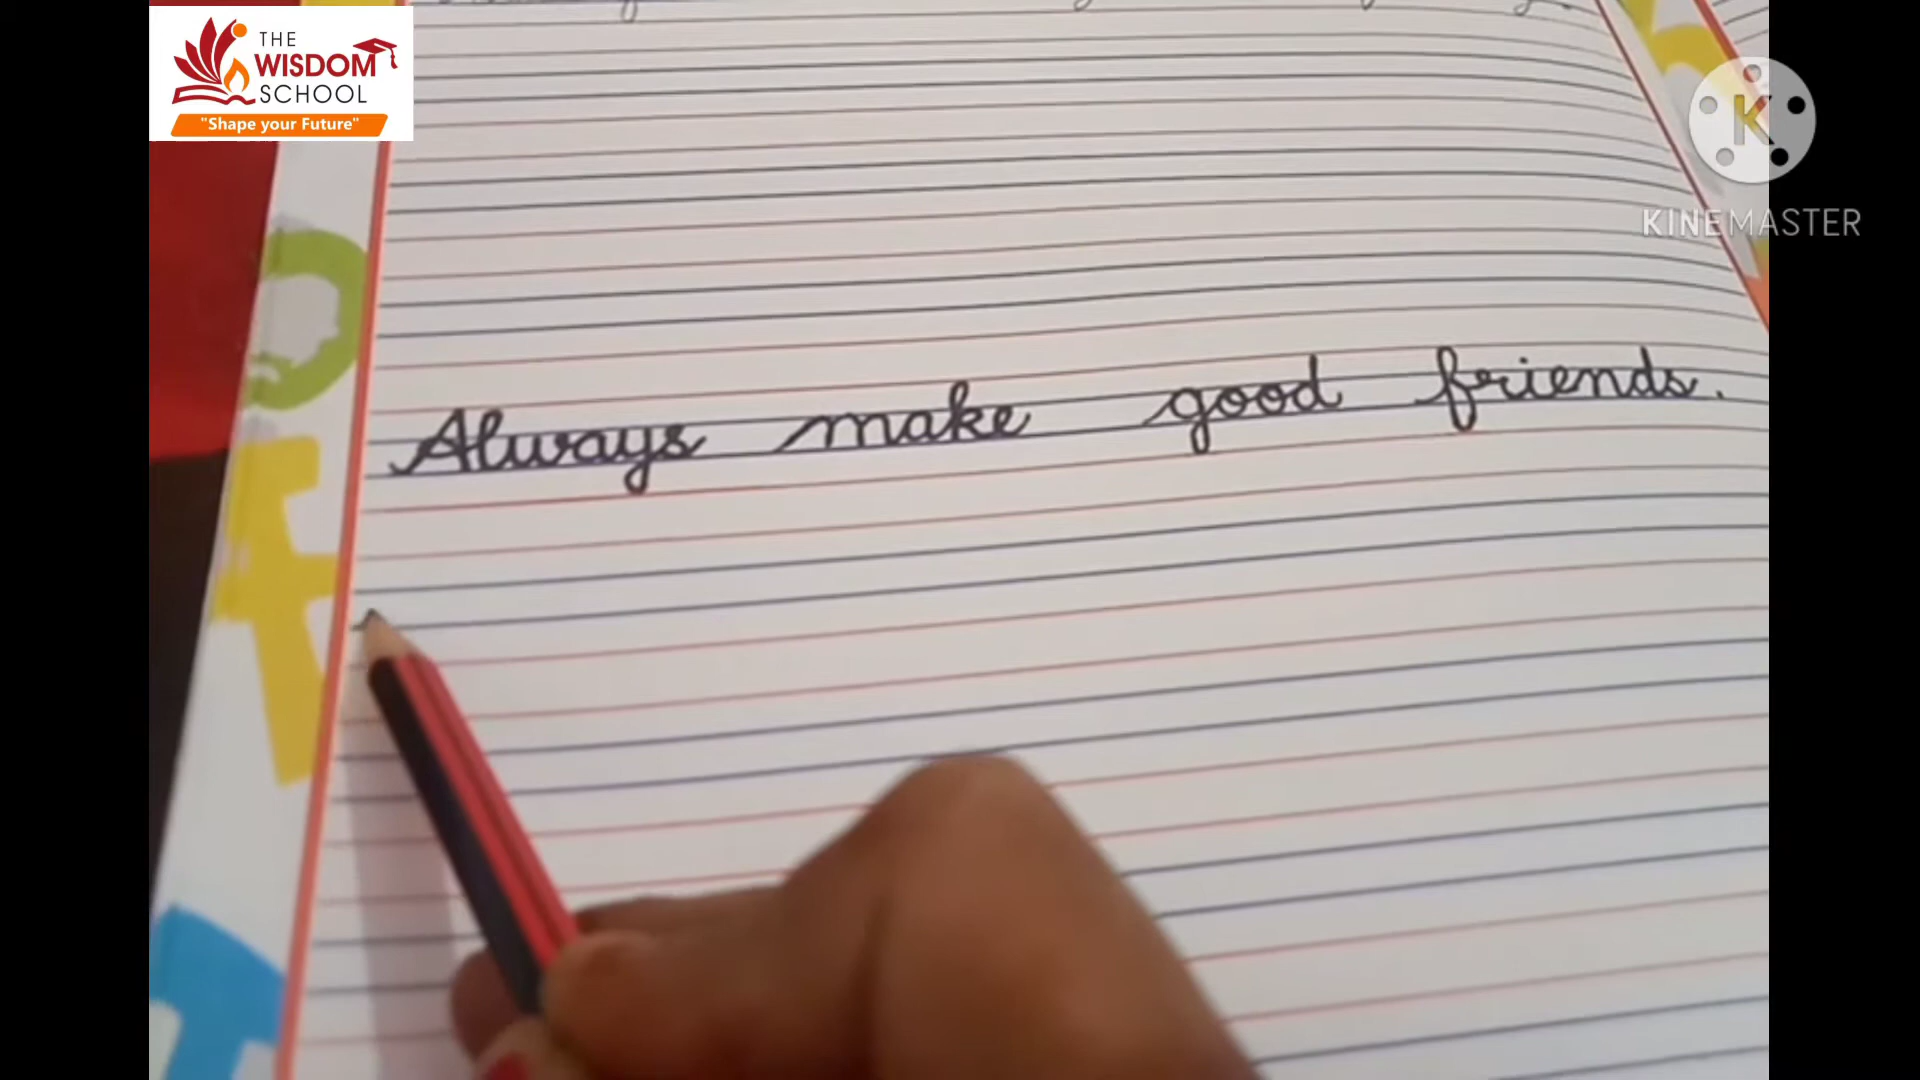 THE
WISDOM
SCHOOL
"Shape your Future"
K
KINEMASTER
Always make good friends.